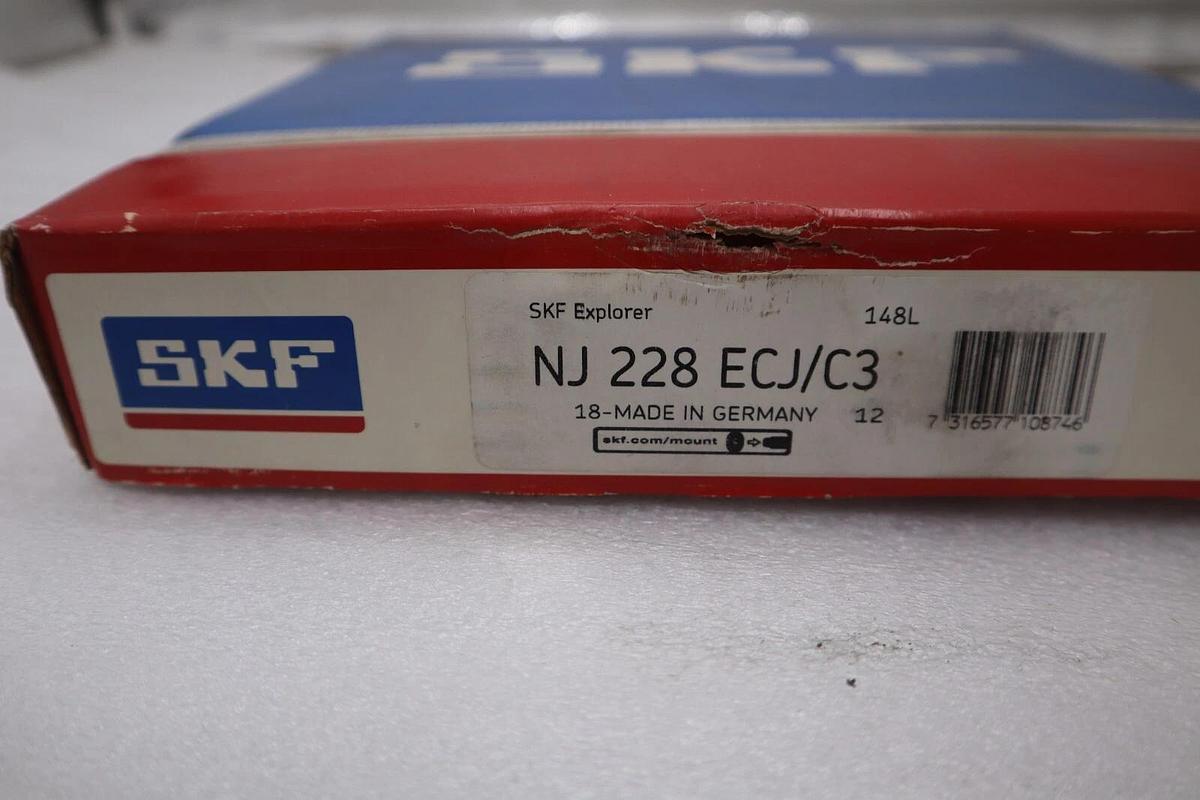 SKF
SKF
SKF Explorer 148L
NJ 228 ECJ/C3
18-MADE IN GERMANY 12
7 316577 108746
skf.com/mount